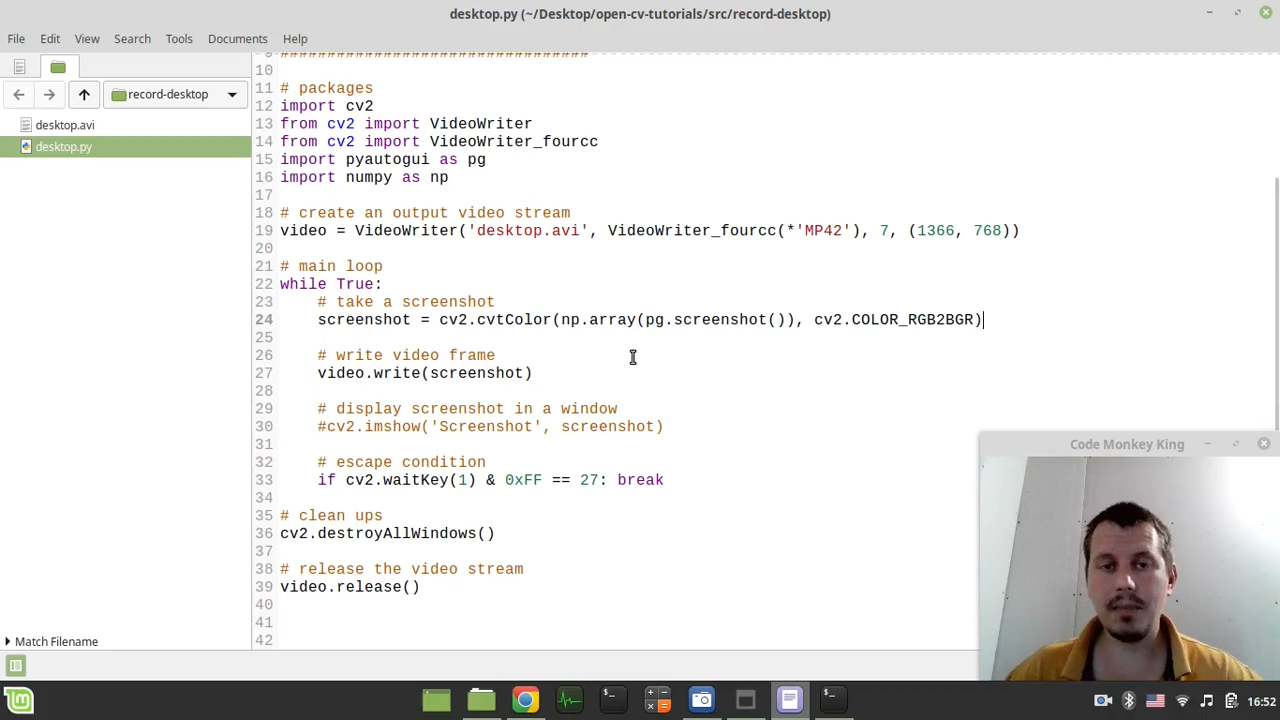 desktop.py (~/Desktop/open-cv-tutorials/src/record-desktop)
File Edit View Search Tools Documents Help
record-desktop
desktop.avi
desktop.py
9 ################################
10
11 # packages
12 import cv2
13 from cv2 import VideoWriter
14 from cv2 import VideoWriter_fourcc
15 import pyautogui as pg
16 import numpy as np
17
18 # create an output video stream
19 video = VideoWriter('desktop.avi', VideoWriter_fourcc(*'MP42'), 7, (1366, 768))
20
21 # main loop
22 while True:
23 # take a screenshot
24 screenshot = cv2.cvtColor(np.array(pg.screenshot()), cv2.COLOR_RGB2BGR)
25
26 # write video frame
27 video.write(screenshot)
28
29 # display screenshot in a window
30 #cv2.imshow('Screenshot', screenshot)
31
32 # escape condition
33 if cv2.waitKey(1) & 0xFF == 27: break
34
35 # clean ups
36 cv2.destroyAllWindows()
37
38 # release the video stream
39 video.release()
40
41
42
Match Filename
Code Monkey King
16:52